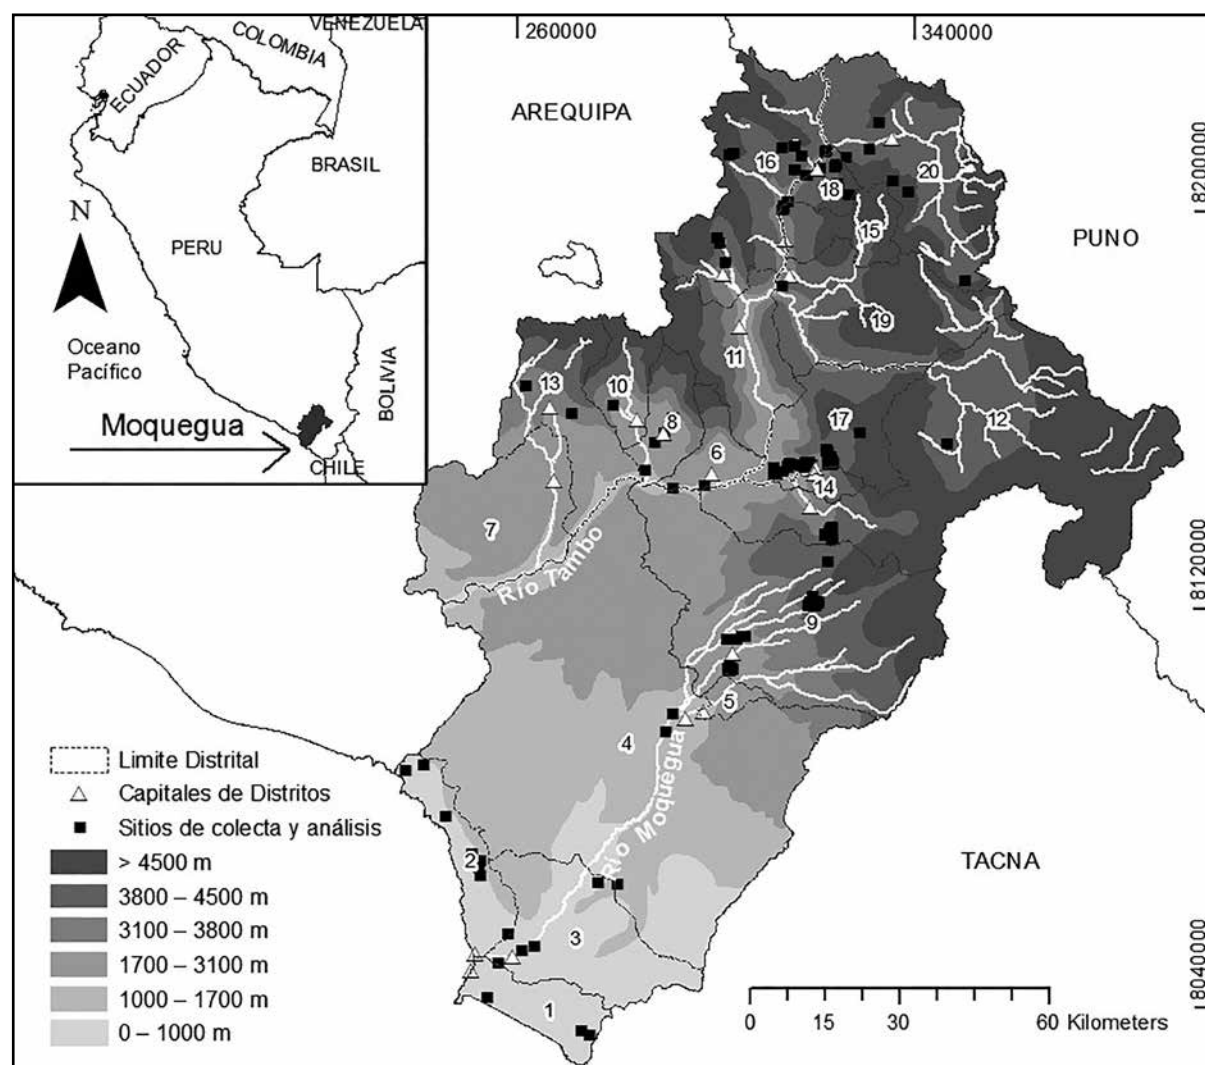 VENEZUELA
COLOMBIA
ECUADOR
BRASIL
N
PERU
Oceano
Pacífico
BOLIVIA
Moquegua
CHILE
260000
340000
AREQUIPA
PUNO
8200000
16
20
18
15
19
11
13
10
8
17
12
6
14
7
Río Tambo
8120000
9
5
4
Río Moquegua
TACNA
2
3
1
8040000
Limite Distrital
Capitales de Distritos
Sitios de colecta y análisis
> 4500 m
3800 – 4500 m
3100 – 3800 m
1700 – 3100 m
1000 – 1700 m
0 – 1000 m
0 15 30 60 Kilometers